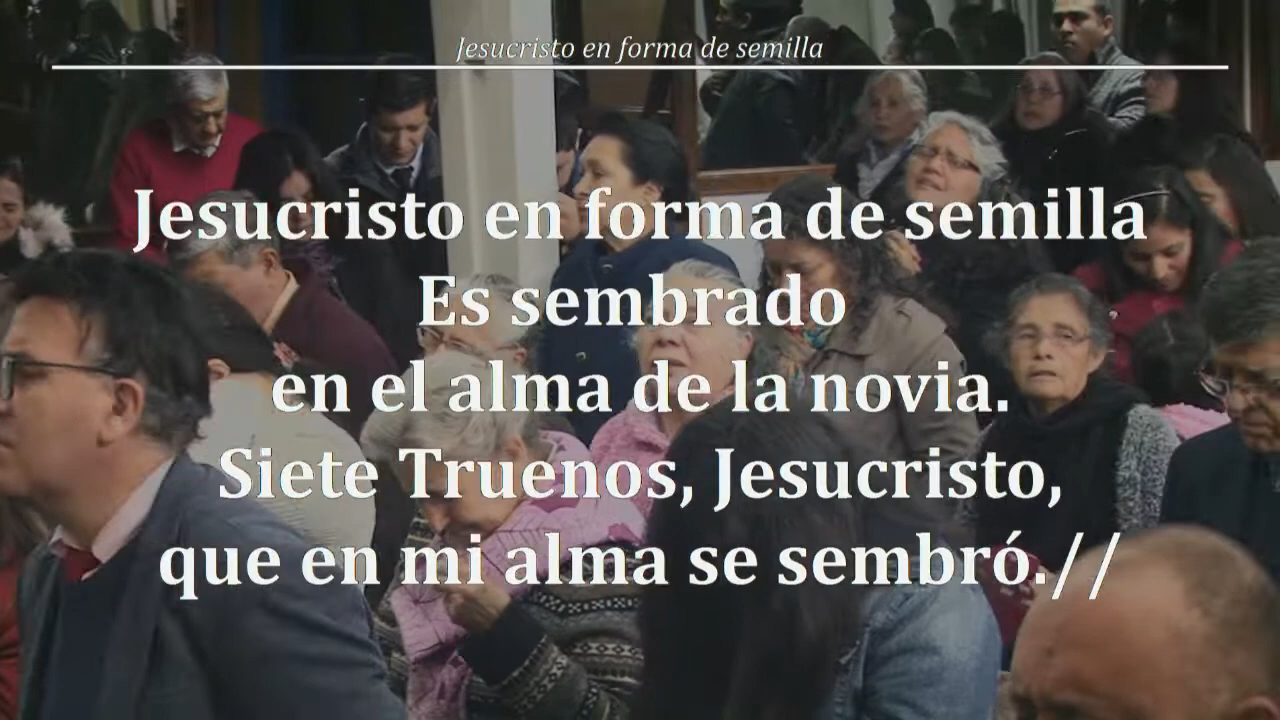 Jesucristo en forma de semilla
Jesucristo en forma de semilla
Es sembrado
en el alma de la novia.
Siete Truenos, Jesucristo,
que en mi alma se sembró.//